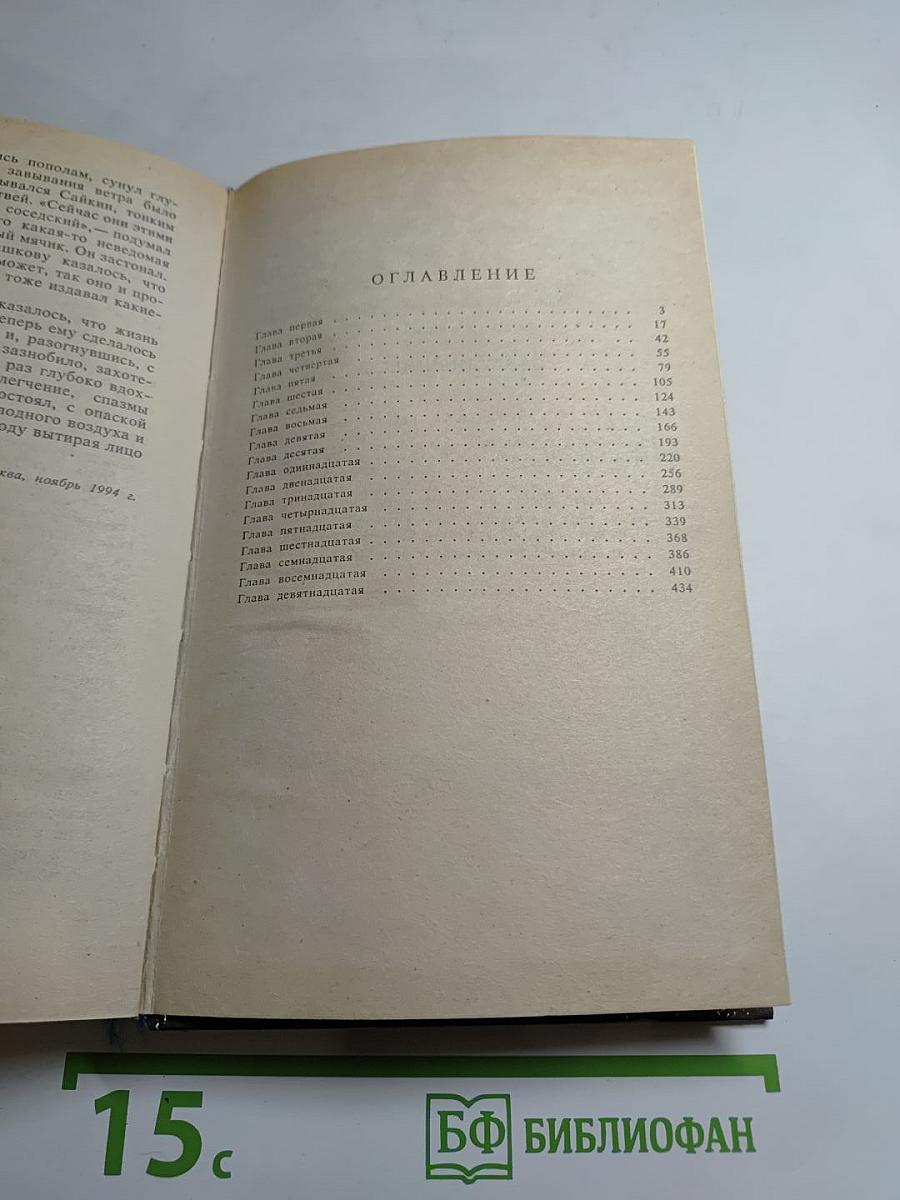 сь пополам, сунул глу-
завывания ветра было
ывался Сайкин, тонким
твей. «Сейчас они этими
соседский»,— подумал
го какая-то неведомая
ый мячик. Он застонал.
шкову казалось, что
может, так оно и про-
тоже издавал какие-
казалось, что жизнь
еперь ему сделалось
и, разогнувшись, с
зазнобило, захоте-
раз глубоко вдох-
легчение, спазмы
остоял, с опаской
лодного воздуха и
оду вытирая лицо
ква, ноябрь 1994 г.
ОГЛАВЛЕНИЕ
Глава первая . . . . . . . . . . . . . . . . . . . . 3
Глава вторая . . . . . . . . . . . . . . . . . . . . 17
Глава третья . . . . . . . . . . . . . . . . . . . . 42
Глава четвертая . . . . . . . . . . . . . . . . . . . . 55
Глава пятая . . . . . . . . . . . . . . . . . . . . 79
Глава шестая . . . . . . . . . . . . . . . . . . . . 105
Глава седьмая . . . . . . . . . . . . . . . . . . . . 124
Глава восьмая . . . . . . . . . . . . . . . . . . . . 143
Глава девятая . . . . . . . . . . . . . . . . . . . . 166
Глава десятая . . . . . . . . . . . . . . . . . . . . 193
Глава одиннадцатая . . . . . . . . . . . . . . . . . . . 220
Глава двенадцатая . . . . . . . . . . . . . . . . . . . 256
Глава тринадцатая . . . . . . . . . . . . . . . . . . . 289
Глава четырнадцатая . . . . . . . . . . . . . . . . . . 313
Глава пятнадцатая . . . . . . . . . . . . . . . . . . . 339
Глава шестнадцатая . . . . . . . . . . . . . . . . . . 368
Глава семнадцатая . . . . . . . . . . . . . . . . . . 386
Глава восемнадцатая . . . . . . . . . . . . . . . . . . 410
Глава девятнадцатая . . . . . . . . . . . . . . . . . . 434
15 с
БФ БИБЛИОФАН